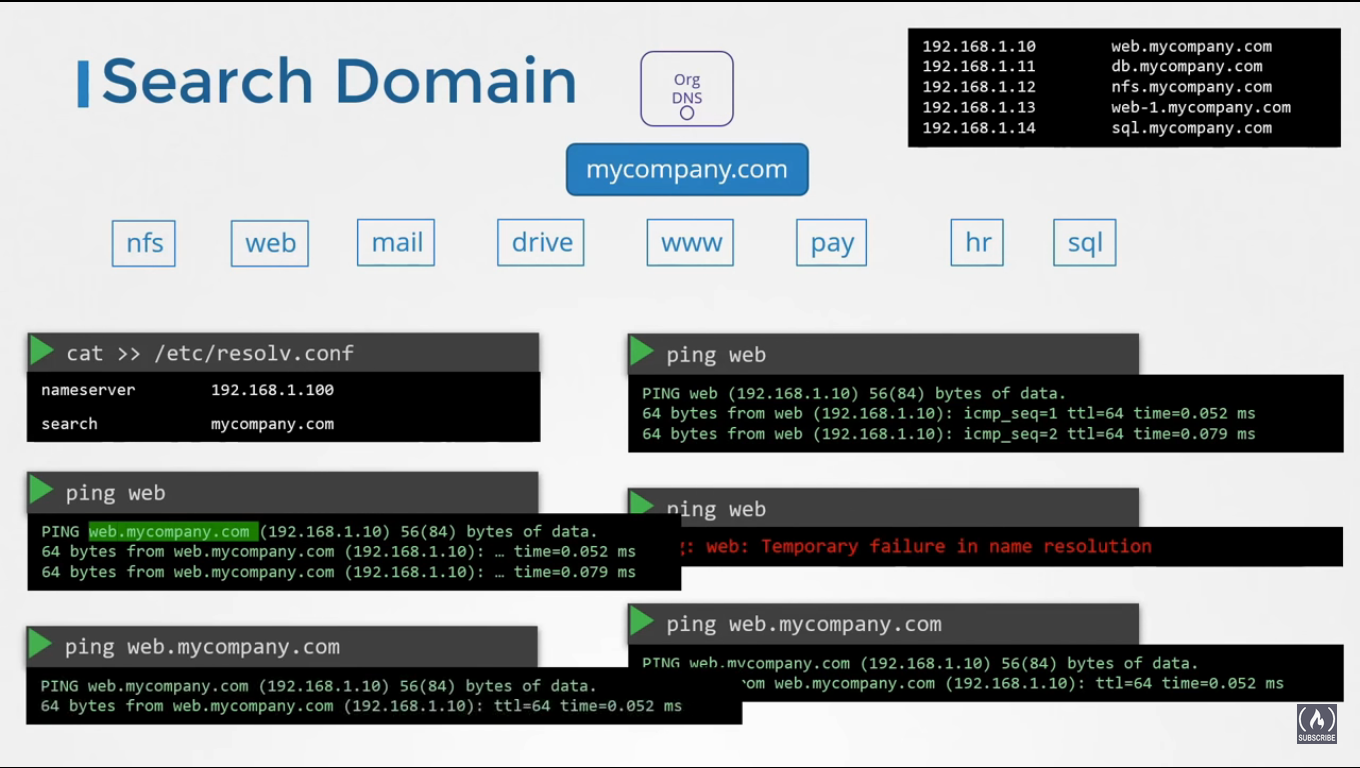 Search Domain
Org
DNS
192.168.1.10 web.mycompany.com
192.168.1.11 db.mycompany.com
192.168.1.12 nfs.mycompany.com
192.168.1.13 web-1.mycompany.com
192.168.1.14 sql.mycompany.com
mycompany.com
nfs web mail drive www pay hr sql
cat >> /etc/resolv.conf
nameserver 192.168.1.100
search mycompany.com
ping web
PING web (192.168.1.10) 56(84) bytes of data.
64 bytes from web (192.168.1.10): icmp_seq=1 ttl=64 time=0.052 ms
64 bytes from web (192.168.1.10): icmp_seq=2 ttl=64 time=0.079 ms
ping web
PING web.mycompany.com (192.168.1.10) 56(84) bytes of data.
64 bytes from web.mycompany.com (192.168.1.10): … time=0.052 ms
64 bytes from web.mycompany.com (192.168.1.10): … time=0.079 ms
ping web
: web: Temporary failure in name resolution
ping web.mycompany.com
PING web.mycompany.com (192.168.1.10) 56(84) bytes of data.
64 bytes from web.mycompany.com (192.168.1.10): ttl=64 time=0.052 ms
ping web.mycompany.com
PING web.mycompany.com (192.168.1.10) 56(84) bytes of data.
web.mycompany.com (192.168.1.10): ttl=64 time=0.052 ms
SUBSCRIBE